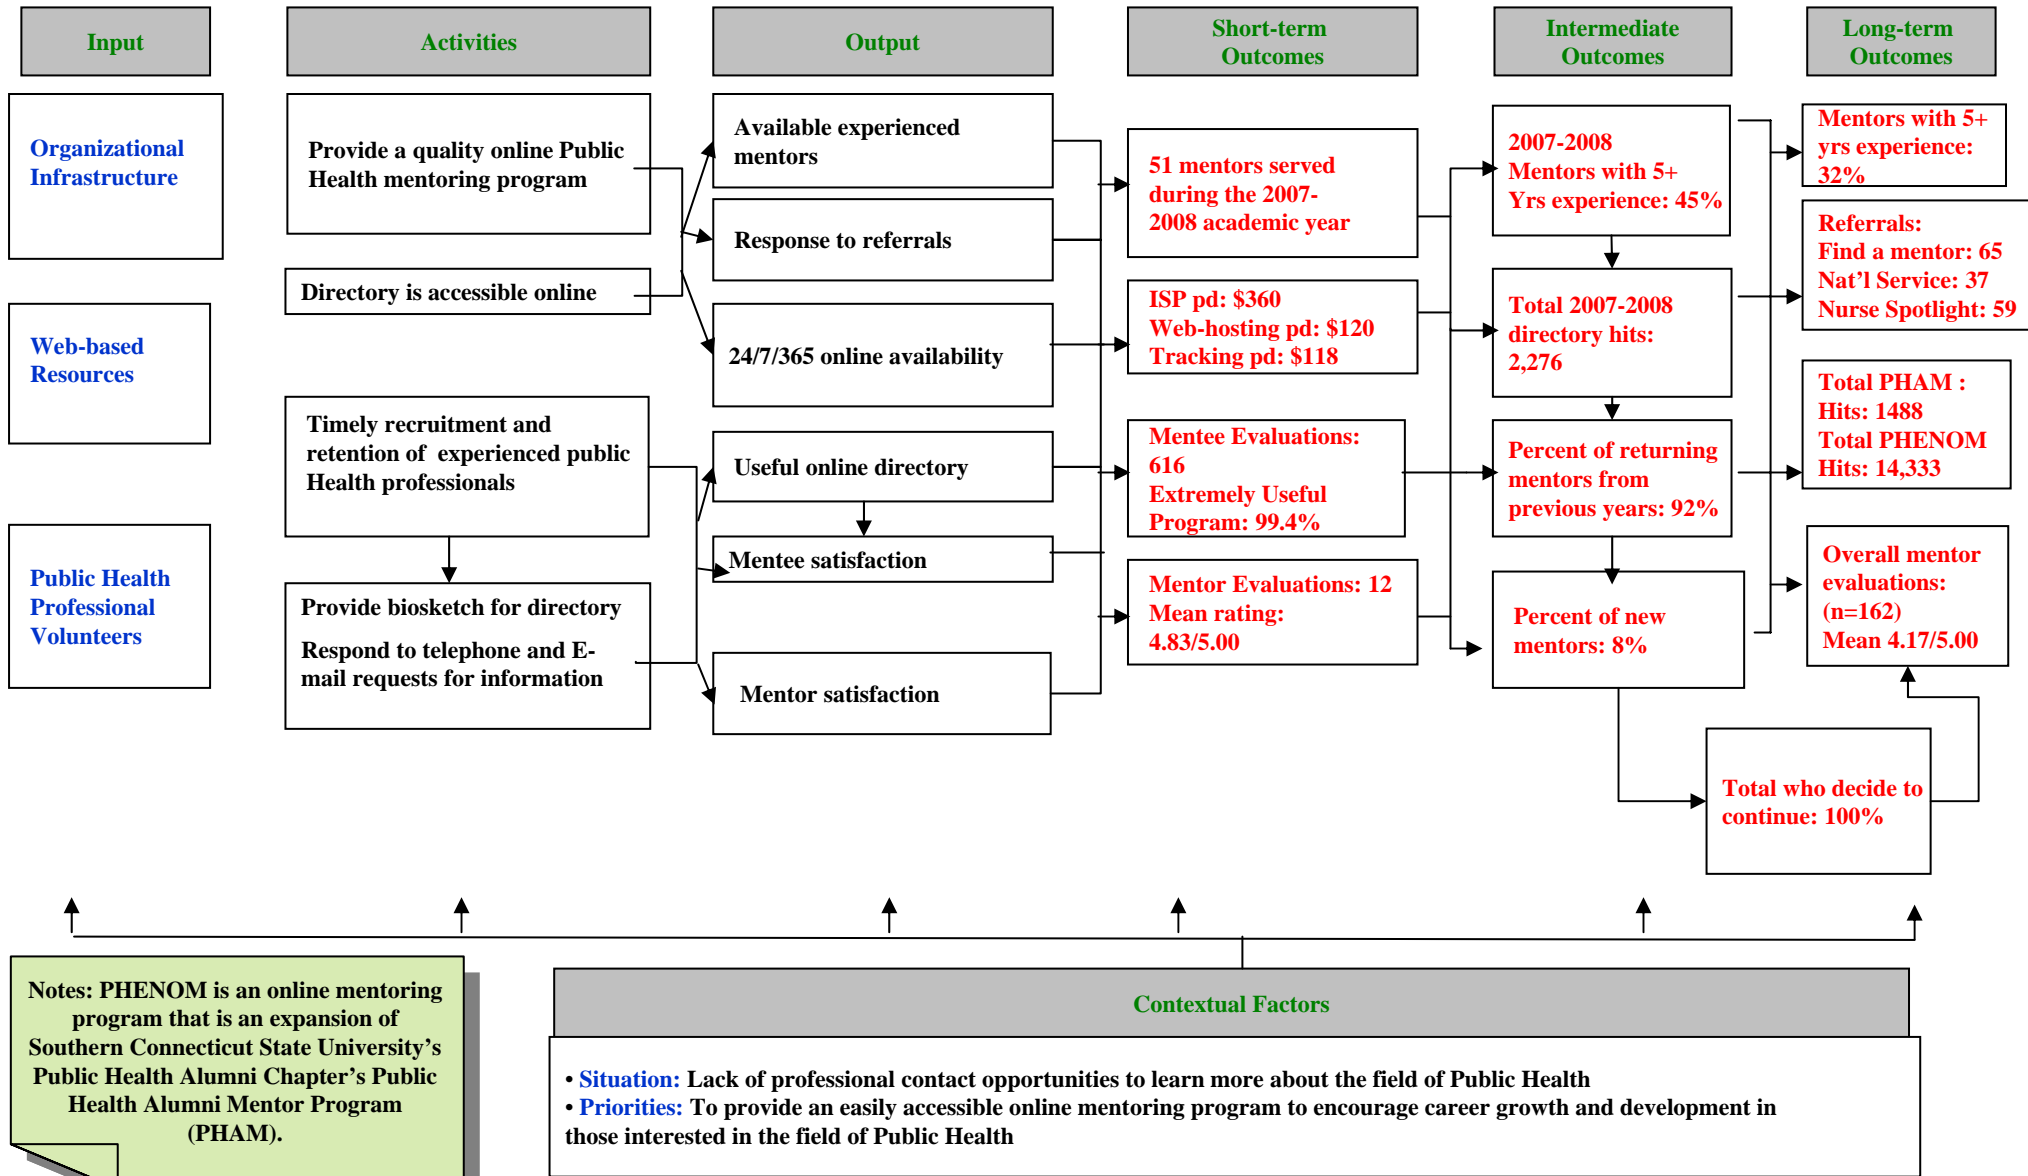 Input
Activities
Output
Short-term
Outcomes
Intermediate
Outcomes
Long-term
Outcomes
Organizational
Infrastructure
Web-based
Resources
Public Health
Professional
Volunteers
Provide a quality online Public
Health mentoring program
Directory is accessible online
Timely recruitment and
retention of experienced public
Health professionals
Provide biosketch for directory
Respond to telephone and E-
mail requests for information
Available experienced
mentors
Response to referrals
24/7/365 online availability
Useful online directory
Mentee satisfaction
Mentor satisfaction
51 mentors served
during the 2007-
2008 academic year
ISP pd: $360
Web-hosting pd: $120
Tracking pd: $118
Mentee Evaluations:
616
Extremely Useful
Program: 99.4%
Mentor Evaluations: 12
Mean rating:
4.83/5.00
2007-2008
Mentors with 5+
Yrs experience: 45%
Total 2007-2008
directory hits:
2,276
Percent of returning
mentors from
previous years: 92%
Percent of new
mentors: 8%
Total who decide to
continue: 100%
Mentors with 5+
yrs experience:
32%
Referrals:
Find a mentor: 65
Nat’l Service: 37
Nurse Spotlight: 59
Total PHAM :
Hits: 1488
Total PHENOM
Hits: 14,333
Overall mentor
evaluations:
(n=162)
Mean 4.17/5.00
Notes: PHENOM is an online mentoring
program that is an expansion of
Southern Connecticut State University’s
Public Health Alumni Chapter’s Public
Health Alumni Mentor Program
(PHAM).
Contextual Factors
• Situation: Lack of professional contact opportunities to learn more about the field of Public Health
• Priorities: To provide an easily accessible online mentoring program to encourage career growth and development in
those interested in the field of Public Health